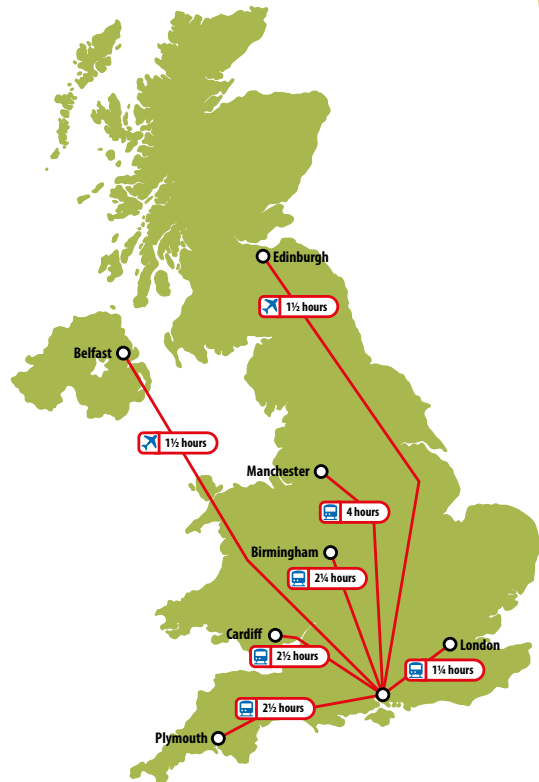 Edinburgh
1½ hours
Belfast
1½ hours
Manchester
4 hours
Birmingham
2¼ hours
Cardiff
London
2½ hours
1¼ hours
2½ hours
Plymouth